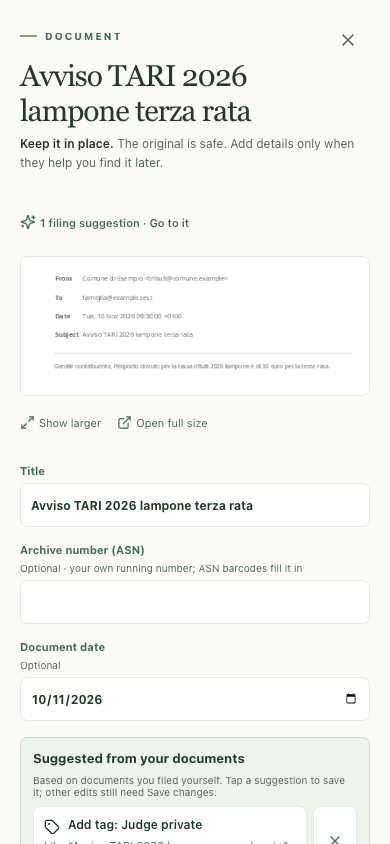 DOCUMENT
Avviso TARI 2026
lampone terza rata
Keep it in place. The original is safe. Add details only when
they help you find it later.
1 filing suggestion · Go to it
From Comune di Esempio <tributi@comune.example>
To famiglia@example.test
Date Tue, 10 Nov 2026 09:30:00 +0100
Subject Avviso TARI 2026 lampone terza rata
Gentile contribuente, l'importo dovuto per la tassa rifiuti 2026 lampone è di 30 euro per la terza rata.
Show larger Open full size
Title
Avviso TARI 2026 lampone terza rata
Archive number (ASN)
Optional · your own running number; ASN barcodes fill it in
Document date
Optional
10/11/2026
Suggested from your documents
Based on documents you filed yourself. Tap a suggestion to save
it; other edits still need Save changes.
Add tag: Judge private